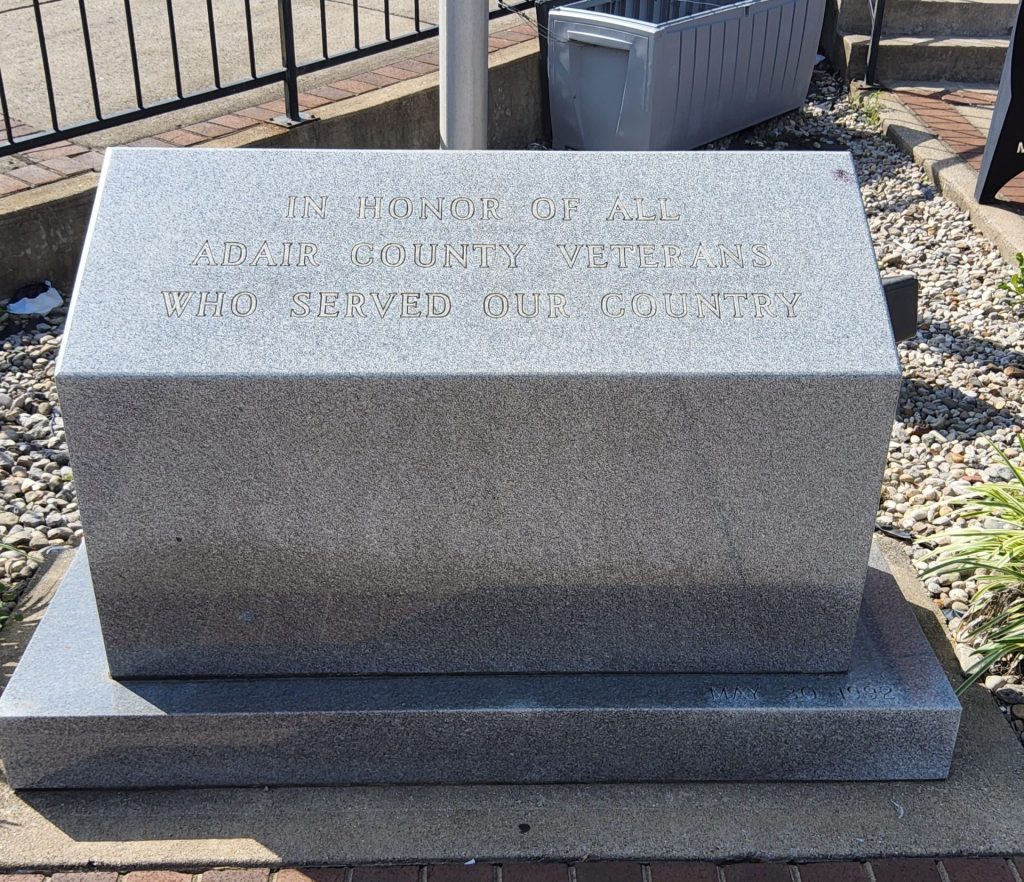 IN HONOR OF ALL
ADAIR COUNTY VETERANS
WHO SERVED OUR COUNTRY
MAY 30, 1992